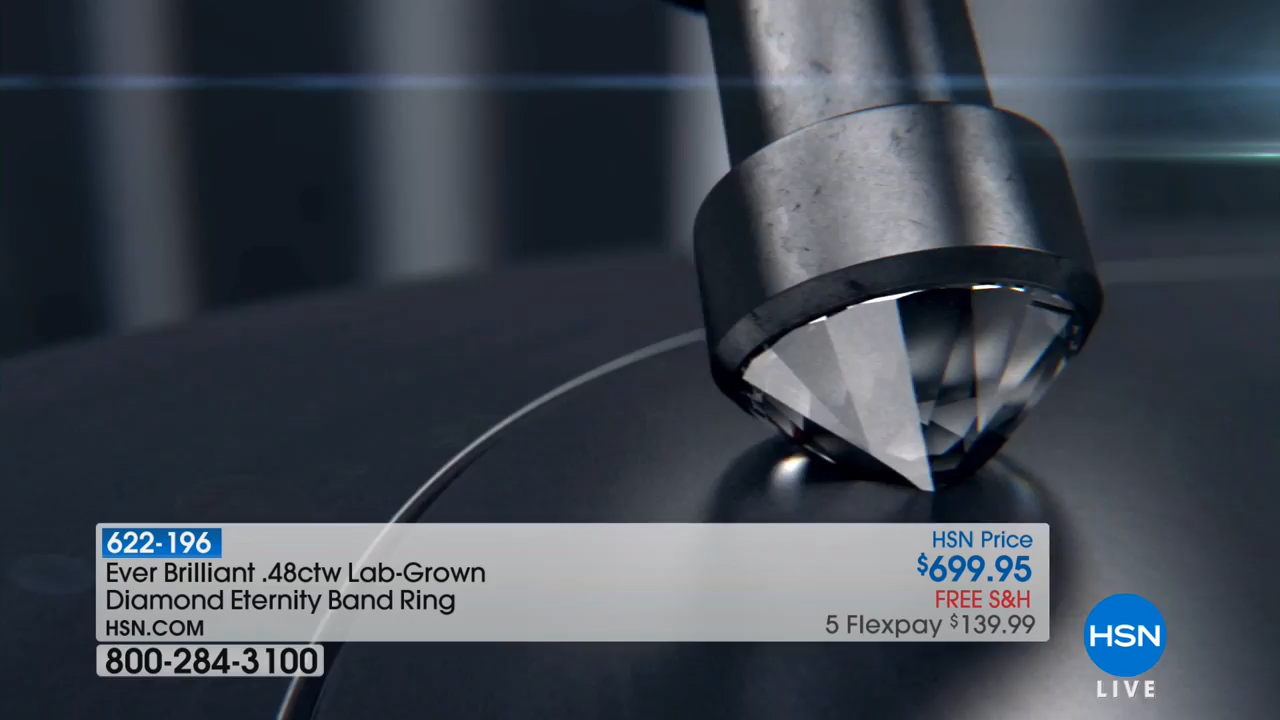 622-196
Ever Brilliant .48ctw Lab-Grown
Diamond Eternity Band Ring
HSN.COM
800-284-3100
HSN Price
$699.95
FREE S&H
5 Flexpay $139.99
HSN
LIVE